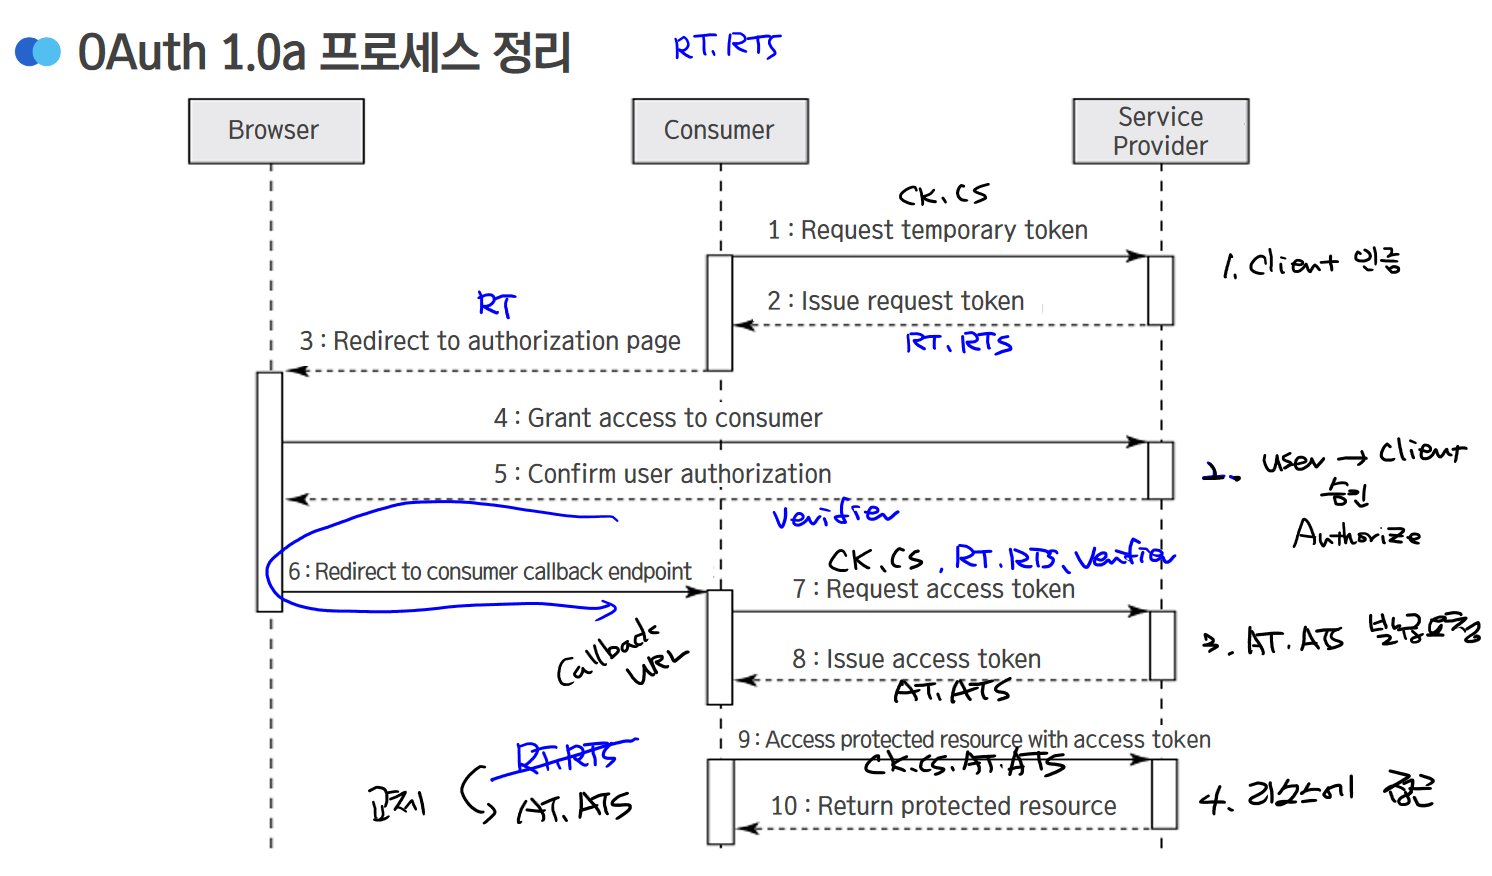 OAuth 1.0a 프로세스 정리
RT. RTS
Browser
Consumer
Service
Provider
CK. CS
1 : Request temporary token
1. Client 인증
2 : Issue request token
RT. RTS
RT
3 : Redirect to authorization page
4 : Grant access to consumer
2. user → client
승인
Authorize
5 : Confirm user authorization
Verifier
CK. CS, RT. RTS, Verifier
6 : Redirect to consumer callback endpoint
7 : Request access token
Callback
URL
3. AT. ATS 발급요청
8 : Issue access token
AT. ATS
9 : Access protected resource with access token
CK. CS. AT. ATS
RT. RTS
교체
AT. ATS
10 : Return protected resource
4. 리소스에 접근